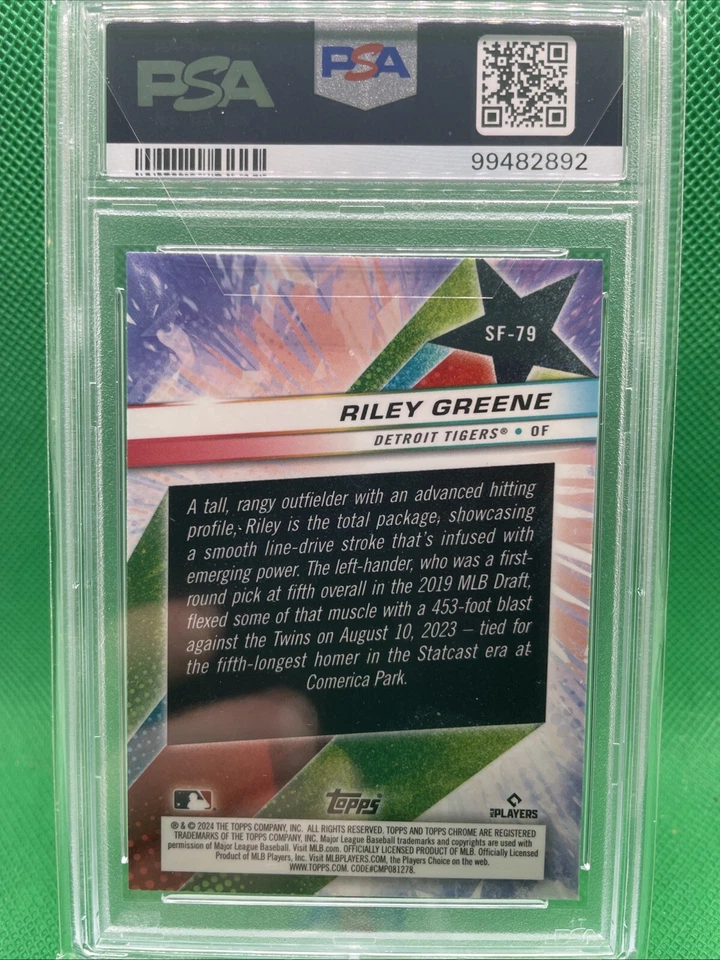 PSA PSA
99482892
SF-79
RILEY GREENE
DETROIT TIGERS® • OF
A tall, rangy outfielder with an advanced hitting
profile, Riley is the total package, showcasing
a smooth line-drive stroke that's infused with
emerging power. The left-hander, who was a first-
round pick at fifth overall in the 2019 MLB Draft,
flexed some of that muscle with a 453-foot blast
against the Twins on August 10, 2023 – tied for
the fifth-longest homer in the Statcast era at
Comerica Park.
Topps
MLB PLAYERS
® & © 2024 THE TOPPS COMPANY, INC. ALL RIGHTS RESERVED. TOPPS AND TOPPS CHROME ARE REGISTERED
TRADEMARKS OF THE TOPPS COMPANY, INC. Major League Baseball trademarks and copyrights are used with
permission of Major League Baseball. Visit MLB.com. OFFICIALLY LICENSED PRODUCT OF MLB. Officially Licensed
Product of MLB Players, Inc. Visit MLBPLAYERS.COM, the Players Choice on the web.
WWW.TOPPS.COM. CODE#CMP081278.
PSA